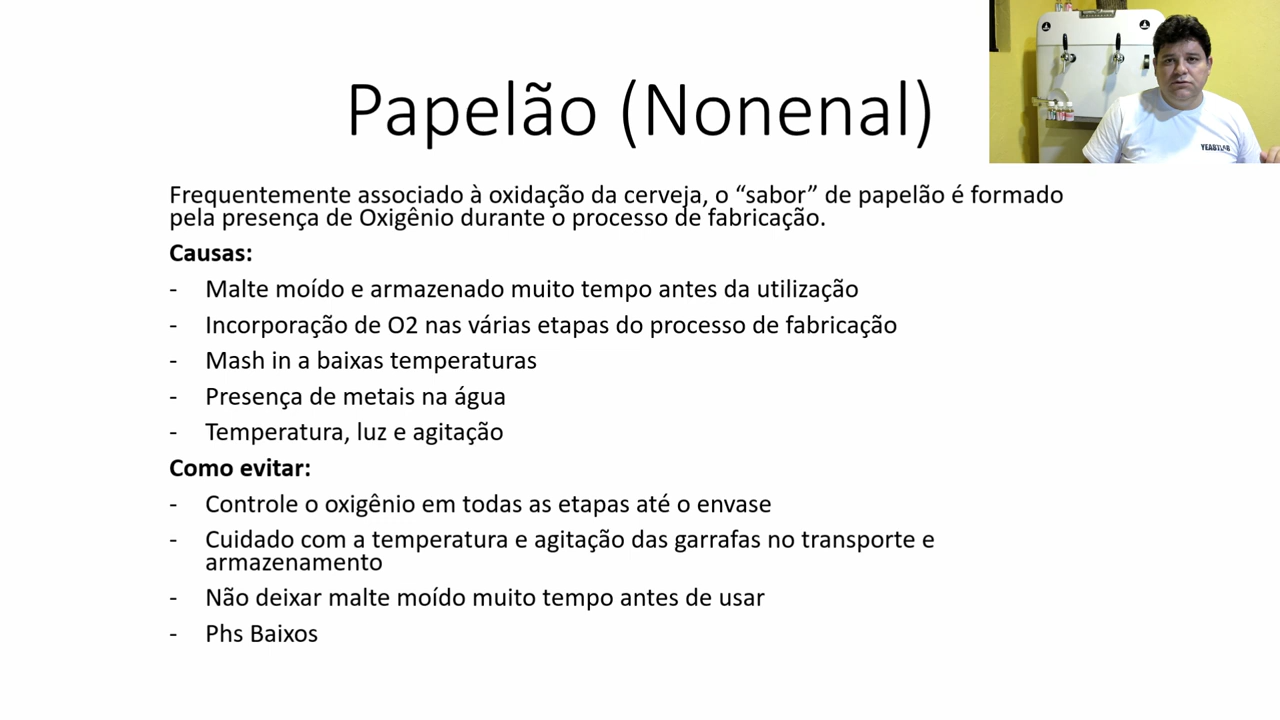 Papelão (Nonenal)
YEASTLAB
Frequentemente associado à oxidação da cerveja, o “sabor” de papelão é formado
pela presença de Oxigênio durante o processo de fabricação.
Causas:
- Malte moído e armazenado muito tempo antes da utilização
- Incorporação de O2 nas várias etapas do processo de fabricação
- Mash in a baixas temperaturas
- Presença de metais na água
- Temperatura, luz e agitação
Como evitar:
- Controle o oxigênio em todas as etapas até o envase
- Cuidado com a temperatura e agitação das garrafas no transporte e
armazenamento
- Não deixar malte moído muito tempo antes de usar
- Phs Baixos